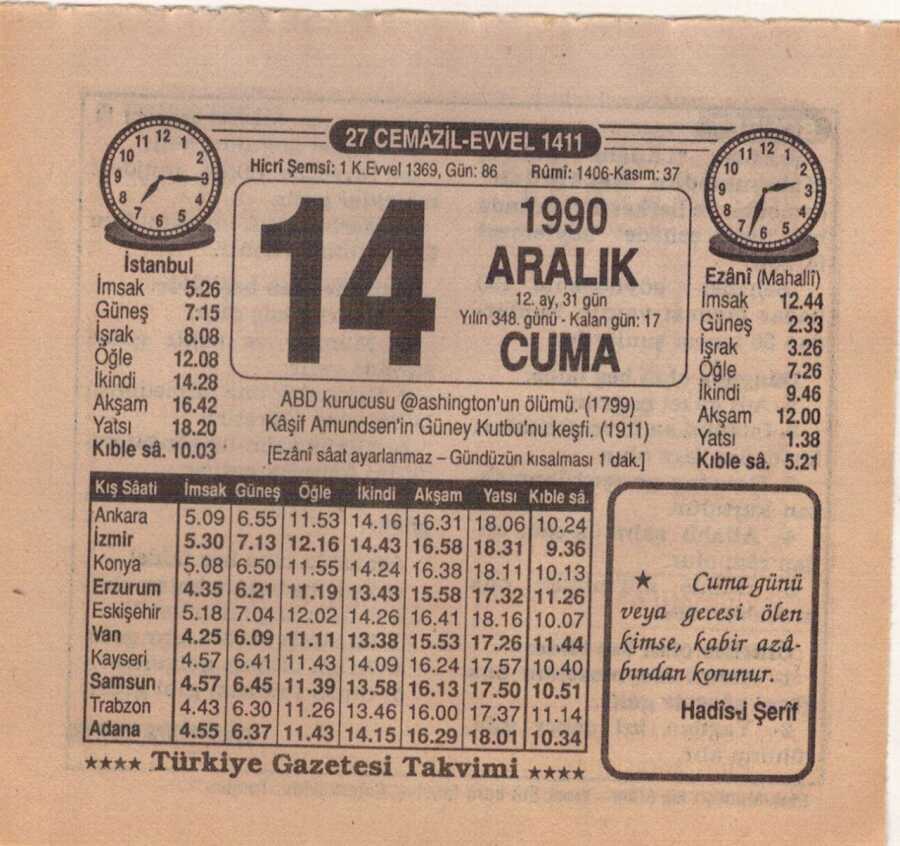 27 CEMÂZİL-EVVEL 1411
Hicrî Şemsî: 1 K.Evvel 1369, Gün: 86 Rûmî: 1406-Kasım: 37
14
1990
ARALIK
12. ay, 31 gün
Yılın 348. günü - Kalan gün: 17
CUMA
İstanbul
İmsak 5.26
Güneş 7.15
İşrak 8.08
Öğle 12.08
İkindi 14.28
Akşam 16.42
Yatsı 18.20
Kıble sâ. 10.03
Ezânî (Mahallî)
İmsak 12.44
Güneş 2.33
İşrak 3.26
Öğle 7.26
İkindi 9.46
Akşam 12.00
Yatsı 1.38
Kıble sâ. 5.21
ABD kurucusu @ashington'un ölümü. (1799)
Kâşif Amundsen'in Güney Kutbu'nu keşfi. (1911)
[Ezânî sâat ayarlanmaz – Gündüzün kısalması 1 dak.]
Kış Sâati İmsak Güneş Öğle İkindi Akşam Yatsı Kıble sâ.
Ankara 5.09 6.55 11.53 14.16 16.31 18.06 10.24
İzmir 5.30 7.13 12.16 14.43 16.58 18.31 9.36
Konya 5.08 6.50 11.55 14.24 16.38 18.11 10.13
Erzurum 4.35 6.21 11.19 13.43 15.58 17.32 11.26
Eskişehir 5.18 7.04 12.02 14.26 16.41 18.16 10.07
Van 4.25 6.09 11.11 13.38 15.53 17.26 11.44
Kayseri 4.57 6.41 11.43 14.09 16.24 17.57 10.40
Samsun 4.57 6.45 11.39 13.58 16.13 17.50 10.51
Trabzon 4.43 6.30 11.26 13.46 16.00 17.37 11.14
Adana 4.55 6.37 11.43 14.15 16.29 18.01 10.34
★ Cuma günü
veya gecesi ölen
kimse, kabir azâ-
bından korunur.
Hadîs-i Şerîf
★★★★ Türkiye Gazetesi Takvimi ★★★★